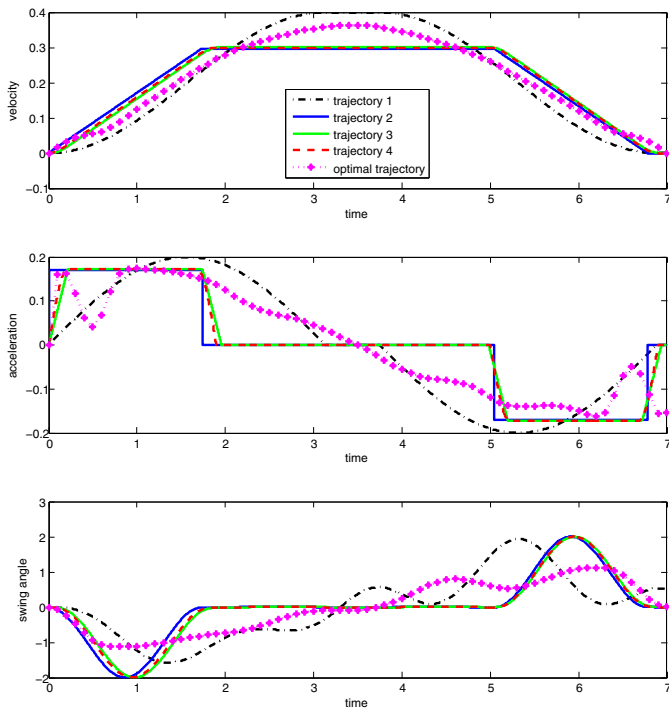 0.4
0.3
0.2
0.1
0
−0.1
velocity
trajectory 1
trajectory 2
trajectory 3
trajectory 4
optimal trajectory
0 1 2 3 4 5 6 7
time
0.2
0.1
0
−0.1
−0.2
acceleration
0 1 2 3 4 5 6 7
time
3
2
1
0
−1
−2
swing angle
0 1 2 3 4 5 6 7
time